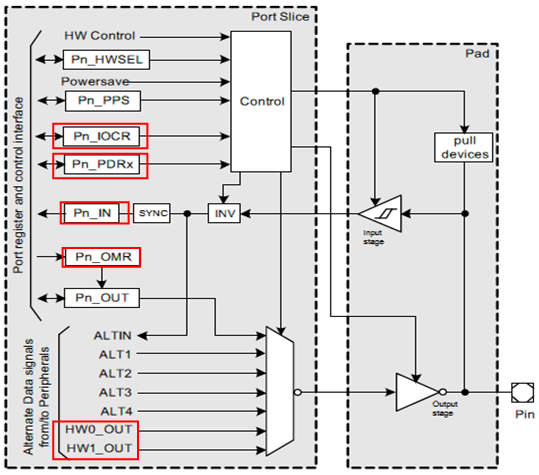 Port Slice
Pad
HW Control
Pn_HWSEL
Powersave
Pn_PPS
Control
Pn_IOCR
Pn_PDRx
pull
devices
Pn_IN
SYNC
INV
Input
stage
Pn_OMR
Pn_OUT
Port register and control interface
ALTIN
ALT1
ALT2
ALT3
ALT4
HW0_OUT
HW1_OUT
Alternate Data signals
from/to Peripherals
Output
stage
Pin